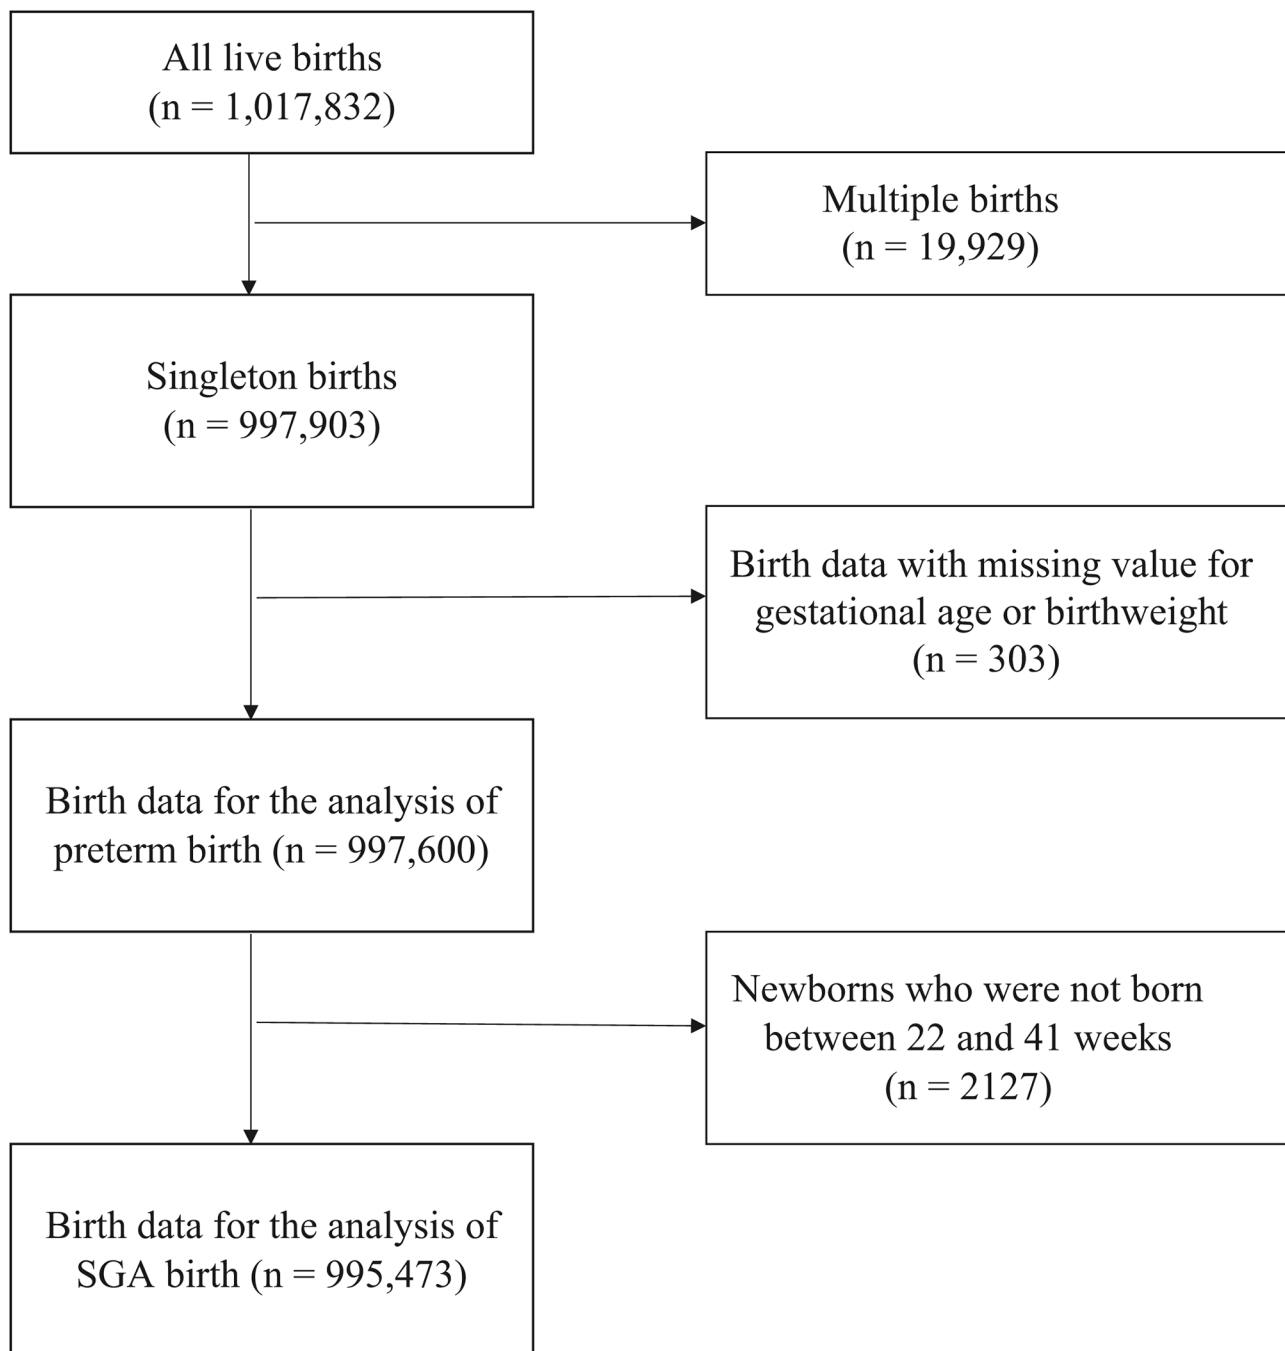 All live births
(n = 1,017,832)
Multiple births
(n = 19,929)
Singleton births
(n = 997,903)
Birth data with missing value for
gestational age or birthweight
(n = 303)
Birth data for the analysis of
preterm birth (n = 997,600)
Newborns who were not born
between 22 and 41 weeks
(n = 2127)
Birth data for the analysis of
SGA birth (n = 995,473)